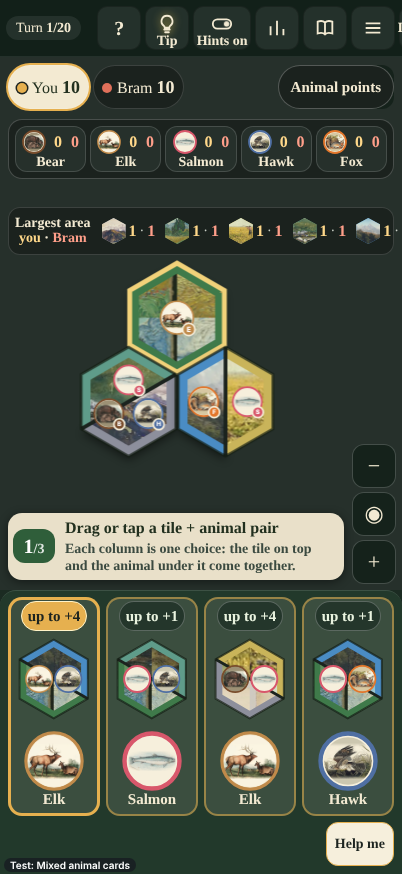 Turn 1/20
?
Tip
Hints on
You 10
Bram 10
Animal points
0 0
Bear
0 0
Elk
0 0
Salmon
0 0
Hawk
0 0
Fox
Largest area
you · Bram
1 · 1
1 · 1
1 · 1
1 · 1
1 ·
E
S
B
H
F
S
−
+
1/3
Drag or tap a tile + animal pair
Each column is one choice: the tile on top
and the animal under it come together.
up to +4
up to +1
up to +4
up to +1
Elk
Salmon
Elk
Hawk
Help me
Test: Mixed animal cards